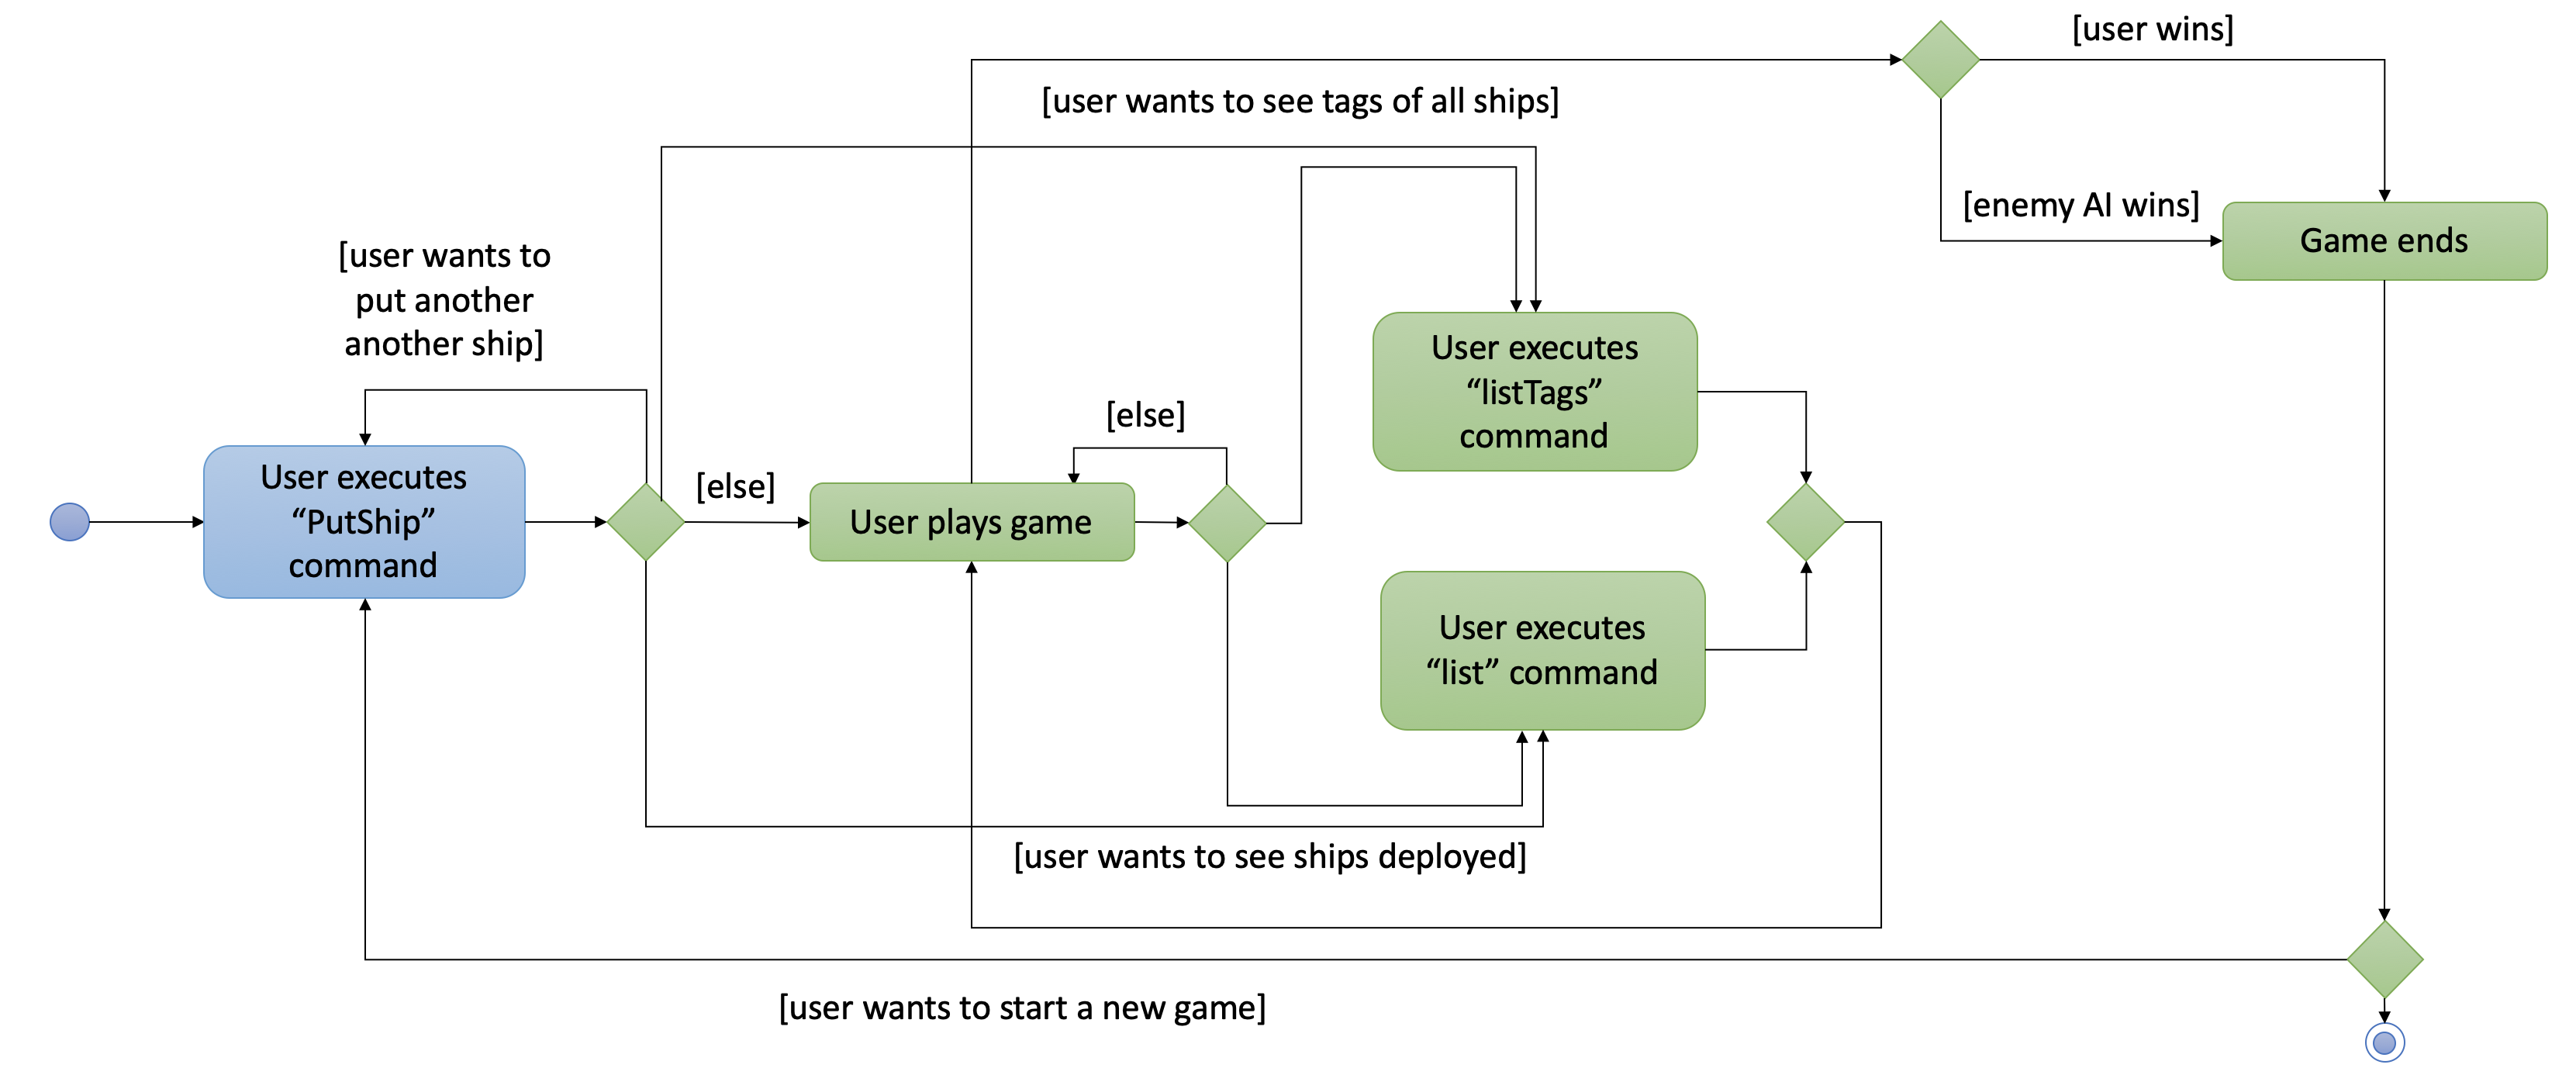 [user wins]
[user wants to see tags of all ships]
[enemy AI wins]
Game ends
[user wants to
put another
another ship]
User executes
“listTags”
command
[else]
User executes
“PutShip”
command
[else]
User plays game
User executes
“list” command
[user wants to see ships deployed]
[user wants to start a new game]